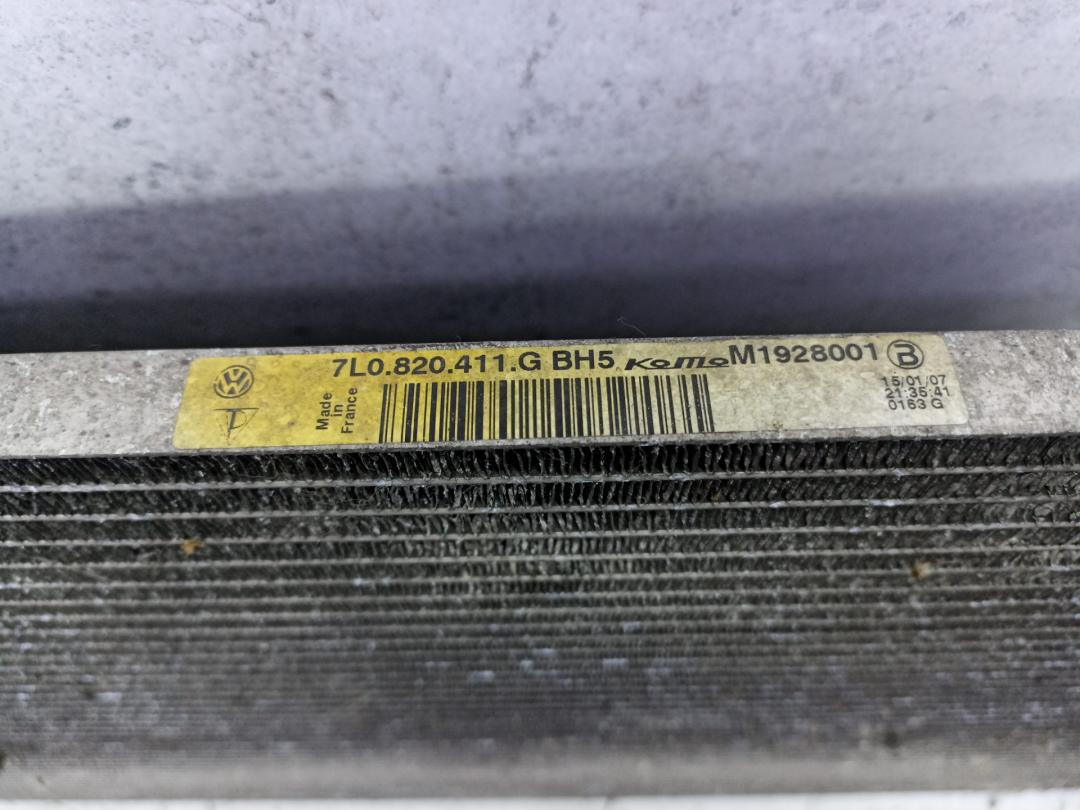 7L0.820.411.G BH5 KoMo M1928001 B
Made
in
France
15/01/07
21:35:41
0163 G